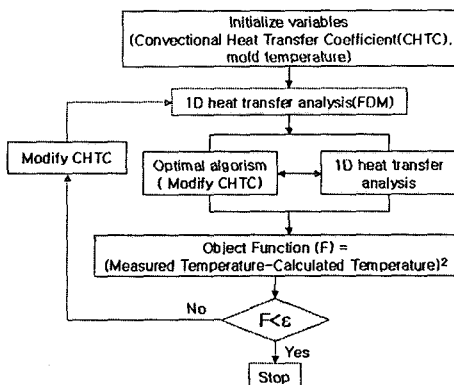 Initialize variables
(Convectional Heat Transfer Coefficient(CHTC),
mold temperature)
1D heat transfer analysis(FDM)
Modify CHTC
Optimal algorism
( Modify CHTC)
1D heat transfer
analysis
Object Function (F) =
(Measured Temperature-Calculated Temperature)²
No
F<ε
Yes
Stop